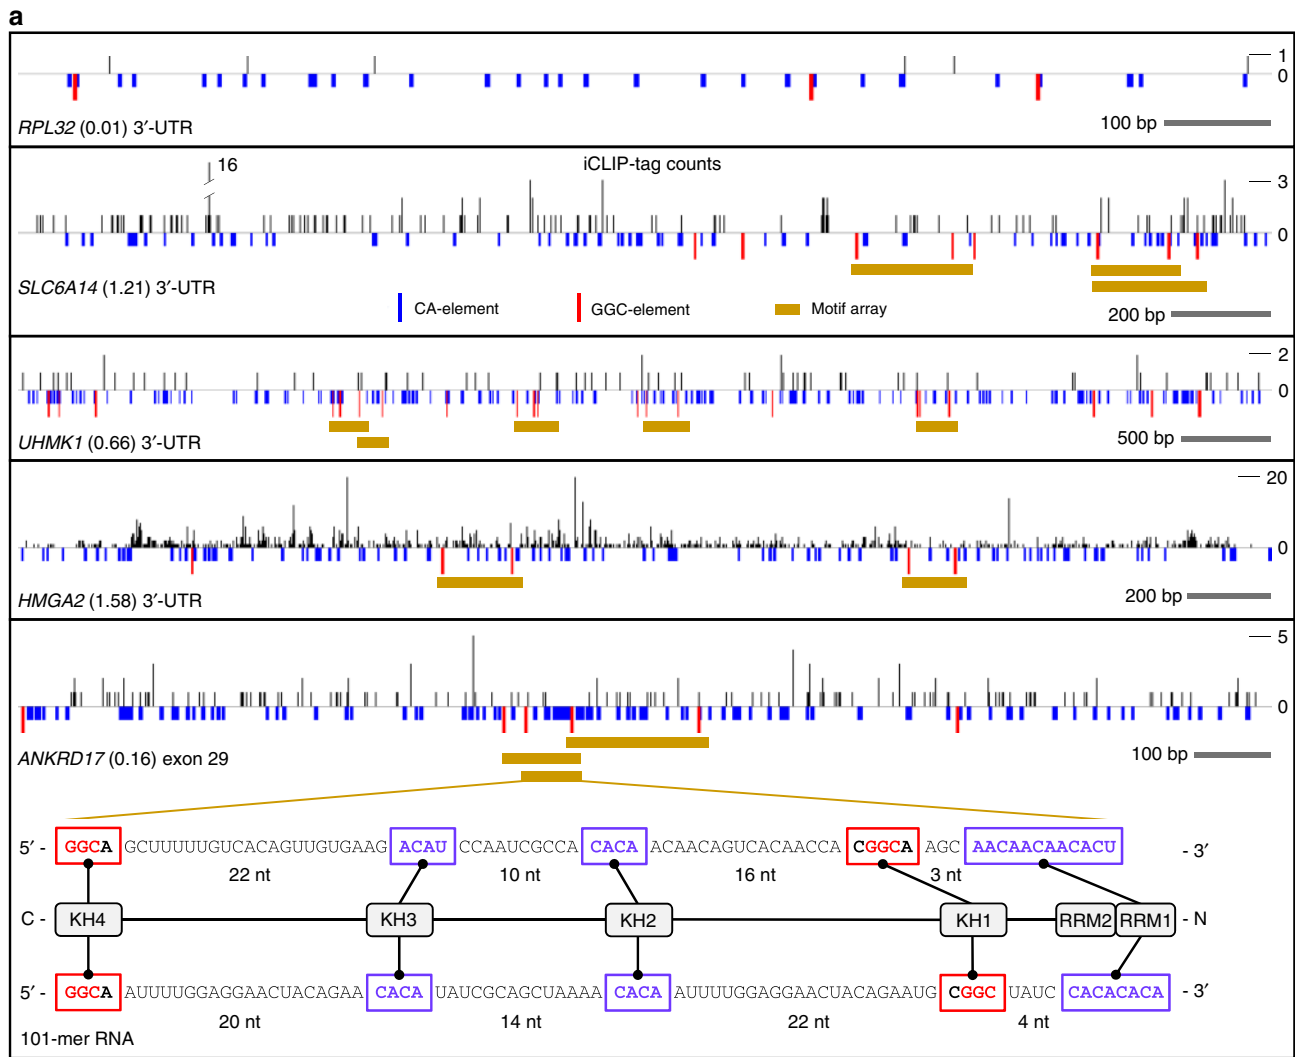 a
1
0
RPL32 (0.01) 3′-UTR
100 bp
16
iCLIP-tag counts
3
0
SLC6A14 (1.21) 3′-UTR
CA-element
GGC-element
Motif array
200 bp
2
0
UHMK1 (0.66) 3′-UTR
500 bp
20
0
HMGA2 (1.58) 3′-UTR
200 bp
5
0
ANKRD17 (0.16) exon 29
100 bp
5′ - GGCA GCUUUUUGUCACAGUUGUGAAG ACAU CCAAUCGCCA CACA ACAACAGUCACAACCA CGGCA AGC AACAACAACACU - 3′
22 nt 10 nt 16 nt 3 nt
C - KH4 KH3 KH2 KH1 RRM2 RRM1 - N
5′ - GGCA AUUUUGGAGGAACUACAGAA CACA UAUCGCAGCUAAAA CACA AUUUUGGAGGAACUACAGAAUG CGGC UAUC CACACACA - 3′
20 nt 14 nt 22 nt 4 nt
101-mer RNA